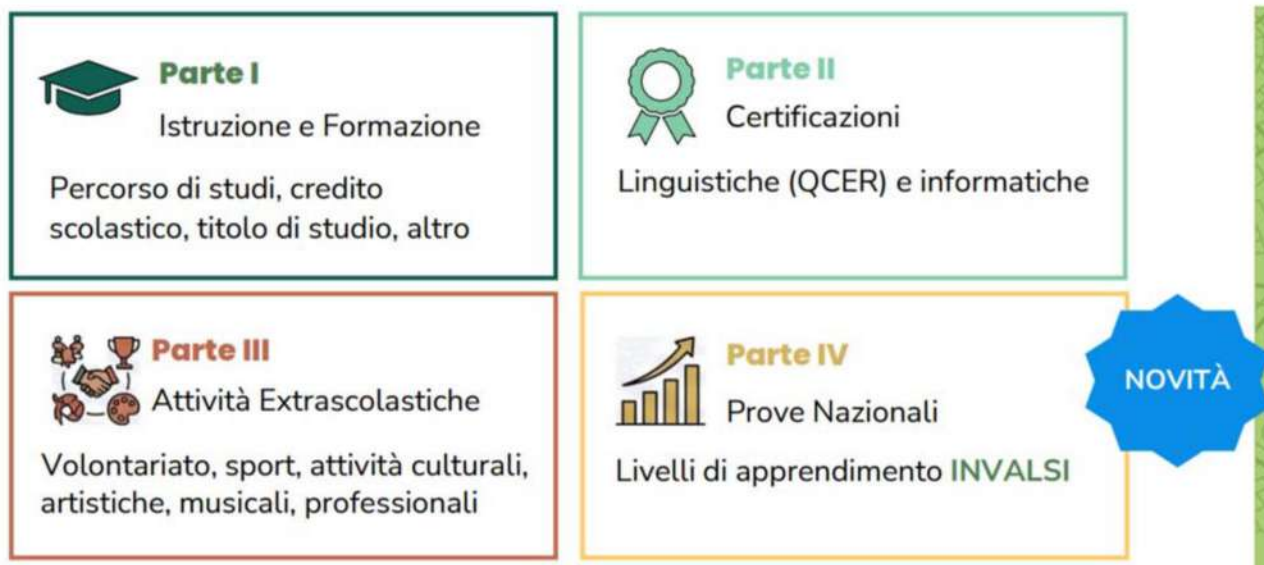 Parte I
Istruzione e Formazione
Percorso di studi, credito
scolastico, titolo di studio, altro
Parte II
Certificazioni
Linguistiche (QCER) e informatiche
Parte III
Attività Extrascolastiche
Volontariato, sport, attività culturali,
artistiche, musicali, professionali
Parte IV
Prove Nazionali
Livelli di apprendimento INVALSI
NOVITÀ